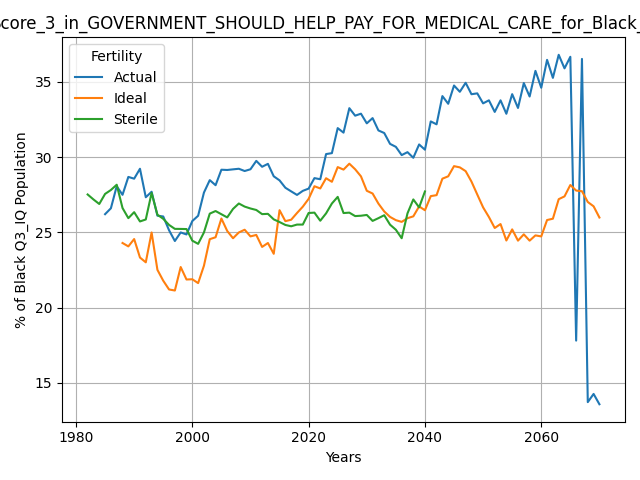 score_3_in_GOVERNMENT_SHOULD_HELP_PAY_FOR_MEDICAL_CARE_for_Black_
Fertility
Actual
Ideal
Sterile
% of Black Q3_IQ Population
35
30
25
20
15
1980
2000
2020
2040
2060
Years